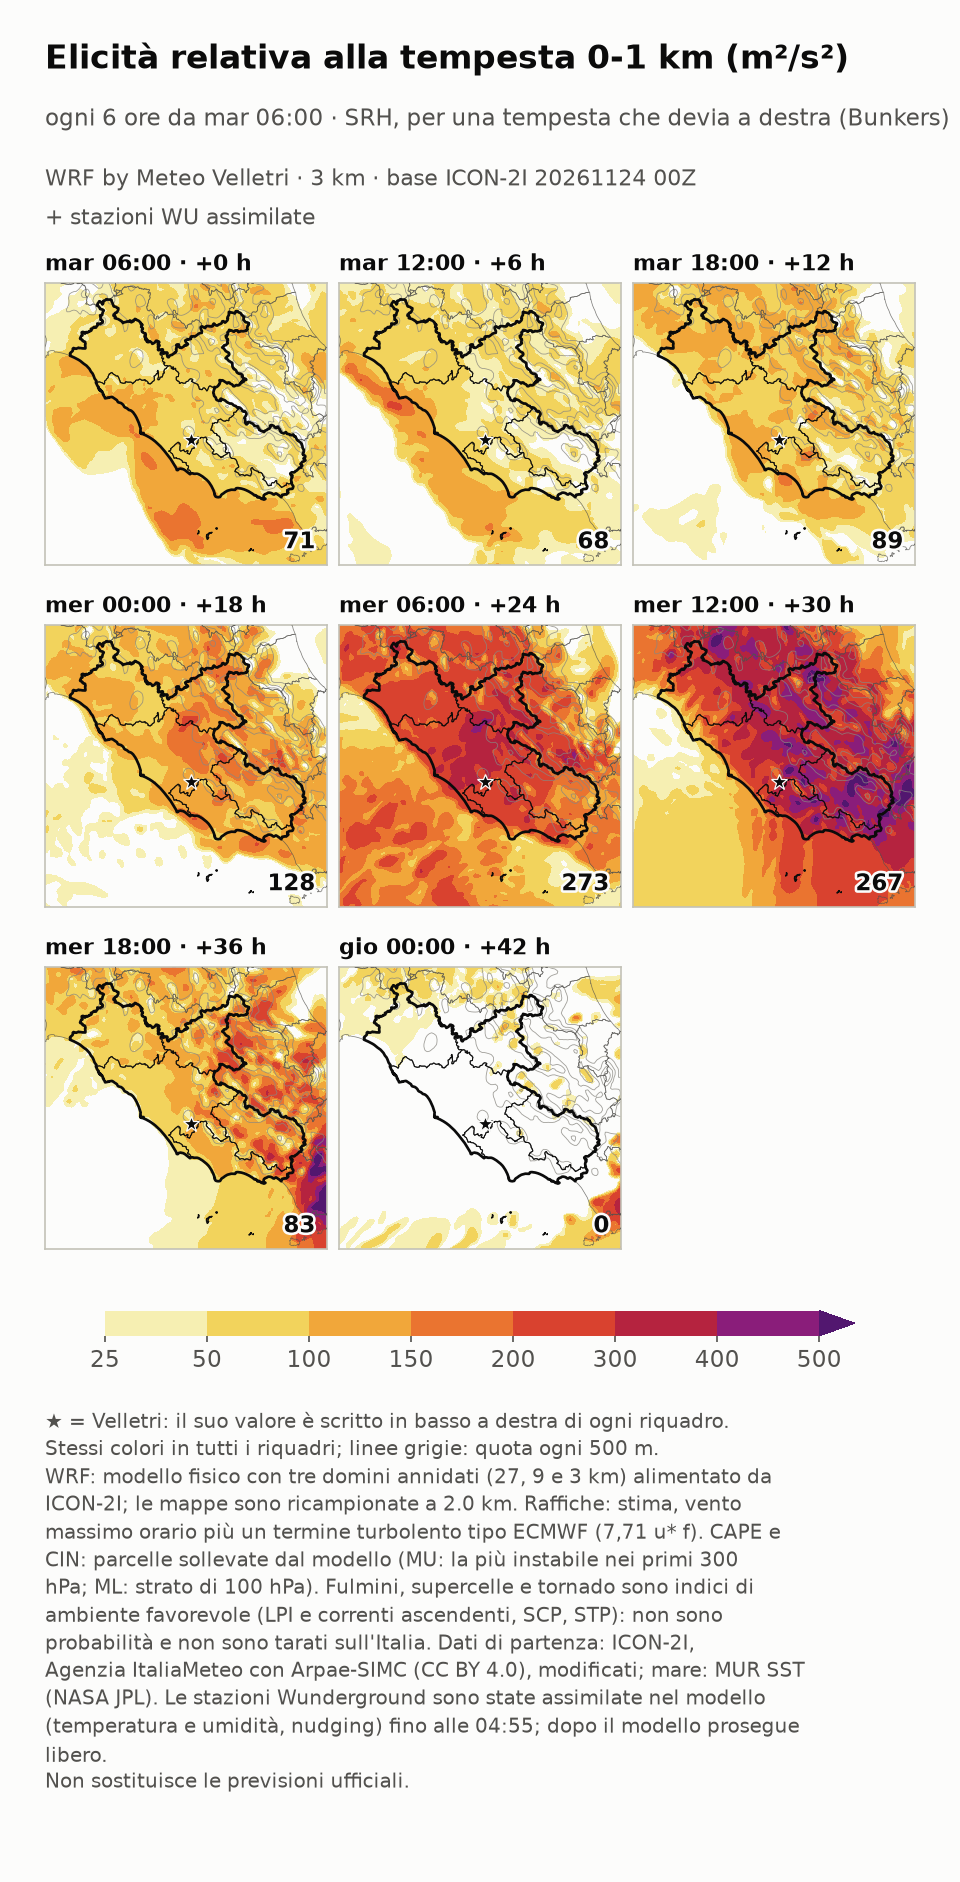 Elicità relativa alla tempesta 0-1 km (m²/s²)
ogni 6 ore da mar 06:00 · SRH, per una tempesta che devia a destra (Bunkers)
WRF by Meteo Velletri · 3 km · base ICON-2I 20261124 00Z
+ stazioni WU assimilate
mar 06:00 · +0 h
mar 12:00 · +6 h
mar 18:00 · +12 h
71
68
89
mer 00:00 · +18 h
mer 06:00 · +24 h
mer 12:00 · +30 h
128
273
267
mer 18:00 · +36 h
gio 00:00 · +42 h
83
0
25 50 100 150 200 300 400 500
★ = Velletri: il suo valore è scritto in basso a destra di ogni riquadro.
Stessi colori in tutti i riquadri; linee grigie: quota ogni 500 m.
WRF: modello fisico con tre domini annidati (27, 9 e 3 km) alimentato da
ICON-2I; le mappe sono ricampionate a 2.0 km. Raffiche: stima, vento
massimo orario più un termine turbolento tipo ECMWF (7,71 u* f). CAPE e
CIN: parcelle sollevate dal modello (MU: la più instabile nei primi 300
hPa; ML: strato di 100 hPa). Fulmini, supercelle e tornado sono indici di
ambiente favorevole (LPI e correnti ascendenti, SCP, STP): non sono
probabilità e non sono tarati sull'Italia. Dati di partenza: ICON-2I,
Agenzia ItaliaMeteo con Arpae-SIMC (CC BY 4.0), modificati; mare: MUR SST
(NASA JPL). Le stazioni Wunderground sono state assimilate nel modello
(temperatura e umidità, nudging) fino alle 04:55; dopo il modello prosegue
libero.
Non sostituisce le previsioni ufficiali.